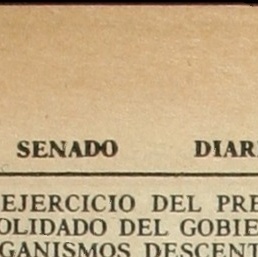 SENADO DIARI
EJERCICIO DEL PRE
OLIDADO DEL GOBIE
GANISMOS DESCENT